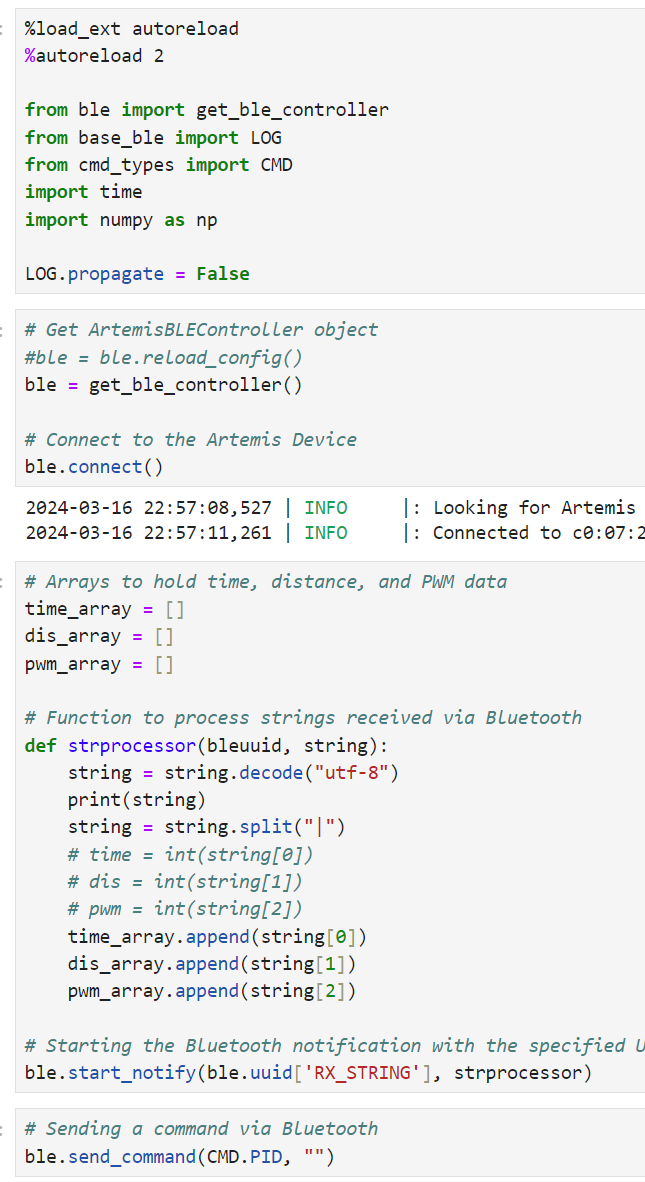 %load_ext autoreload
%autoreload 2
from ble import get_ble_controller
from base_ble import LOG
from cmd_types import CMD
import time
import numpy as np
LOG.propagate = False
# Get ArtemisBLEController object
#ble = ble.reload_config()
ble = get_ble_controller()
# Connect to the Artemis Device
ble.connect()
2024-03-16 22:57:08,527 | INFO     |: Looking for Artemis
2024-03-16 22:57:11,261 | INFO     |: Connected to c0:07:2
# Arrays to hold time, distance, and PWM data
time_array = []
dis_array = []
pwm_array = []
# Function to process strings received via Bluetooth
def strprocessor(bleuuid, string):
    string = string.decode("utf-8")
    print(string)
    string = string.split("|")
    # time = int(string[0])
    # dis = int(string[1])
    # pwm = int(string[2])
    time_array.append(string[0])
    dis_array.append(string[1])
    pwm_array.append(string[2])
# Starting the Bluetooth notification with the specified U
ble.start_notify(ble.uuid['RX_STRING'], strprocessor)
# Sending a command via Bluetooth
ble.send_command(CMD.PID, "")